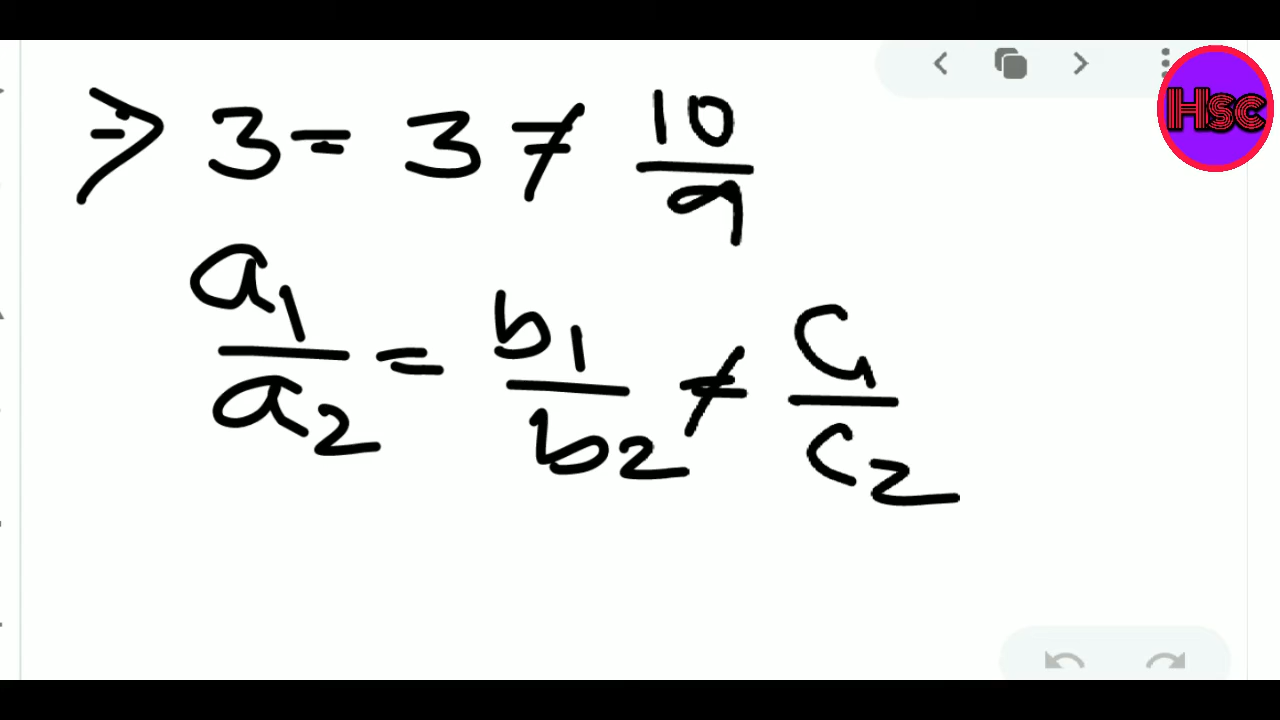 Hsc
⇒ 3 = 3 ≠ 10/9
a1/a2 = b1/b2 ≠ c1/c2